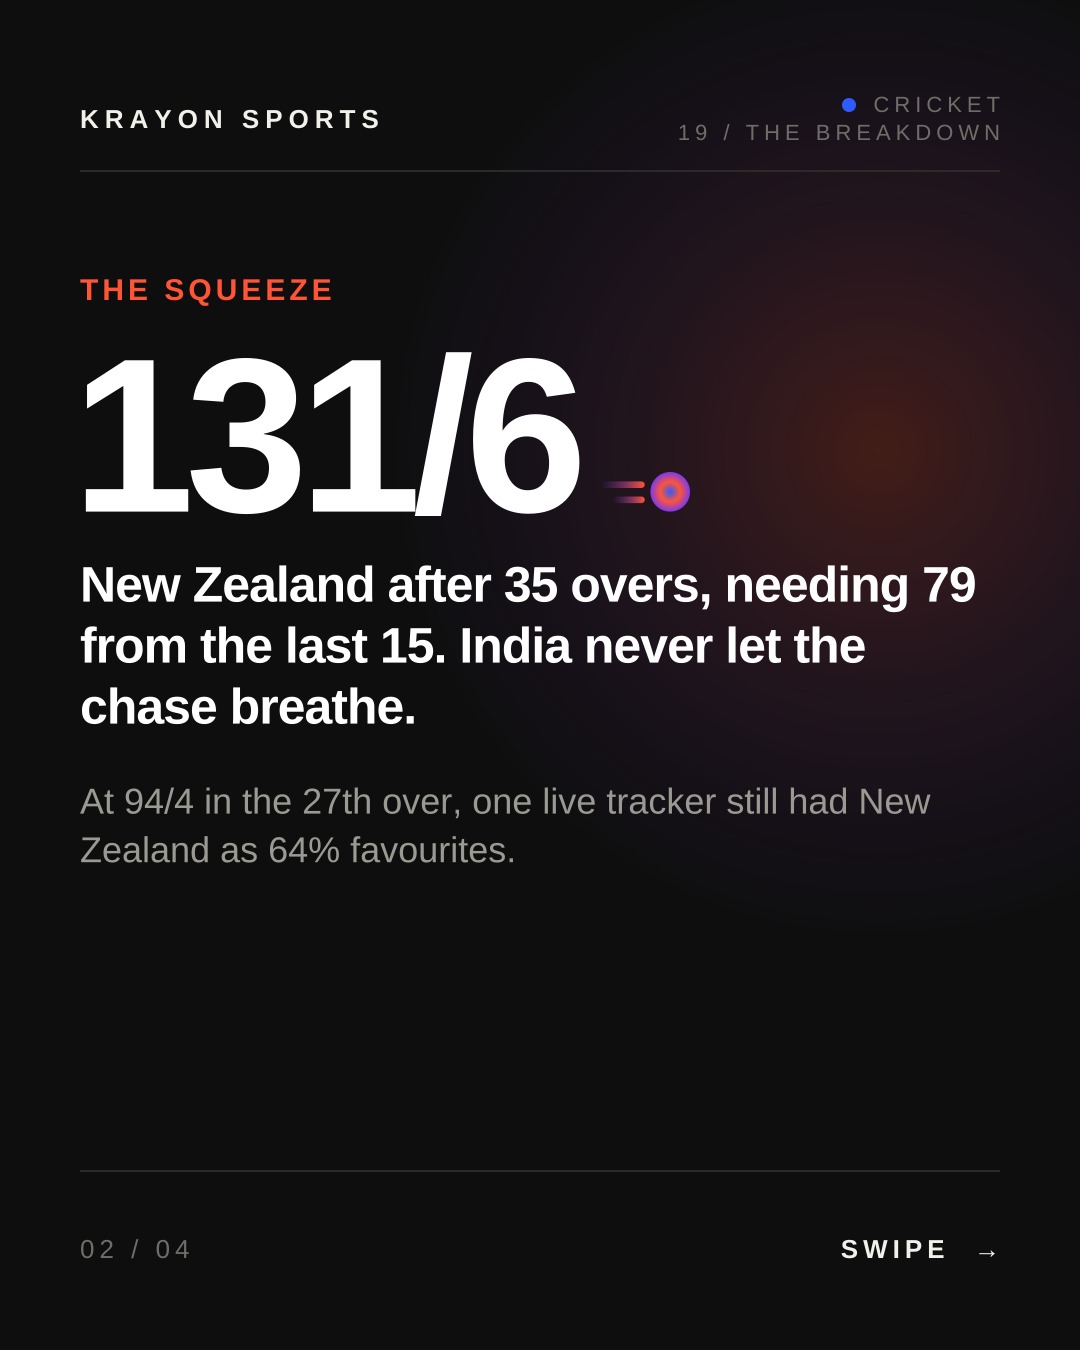 KRAYON SPORTS
CRICKET
19 / THE BREAKDOWN
THE SQUEEZE
131/6
New Zealand after 35 overs, needing 79
from the last 15. India never let the
chase breathe.
At 94/4 in the 27th over, one live tracker still had New
Zealand as 64% favourites.
02 / 04
SWIPE →